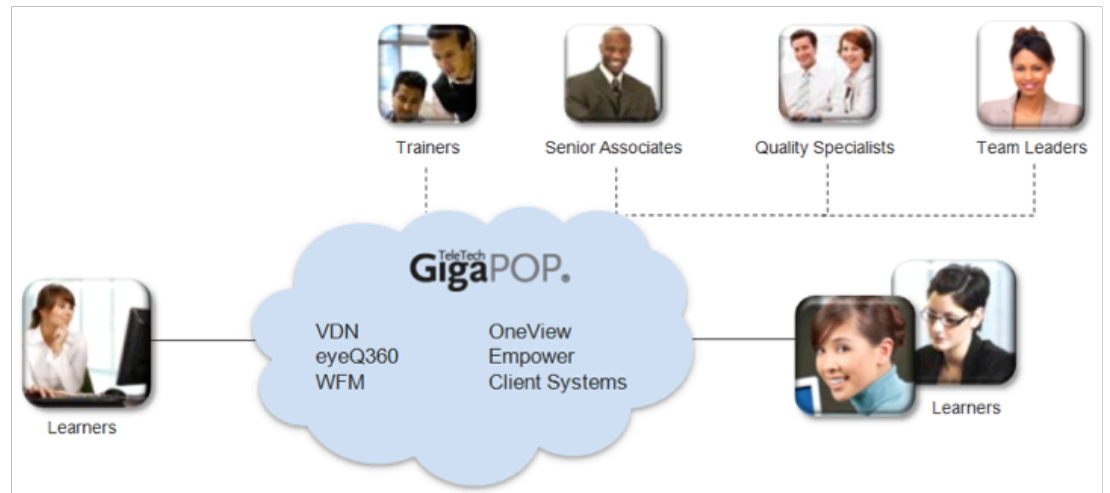 Trainers
Senior Associates
Quality Specialists
Team Leaders
TeleTech
GigaPOP®
VDN
OneView
eyeQ360
Empower
WFM
Client Systems
Learners
Learners